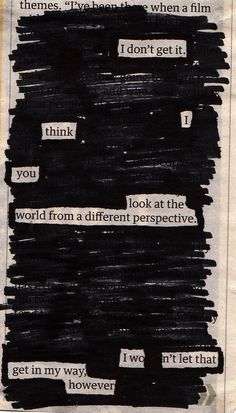 themes. "I've been there when a film
I don't get it.
I
think
you
look at the
world from a different perspective.
I won't let that
get in my way,
however